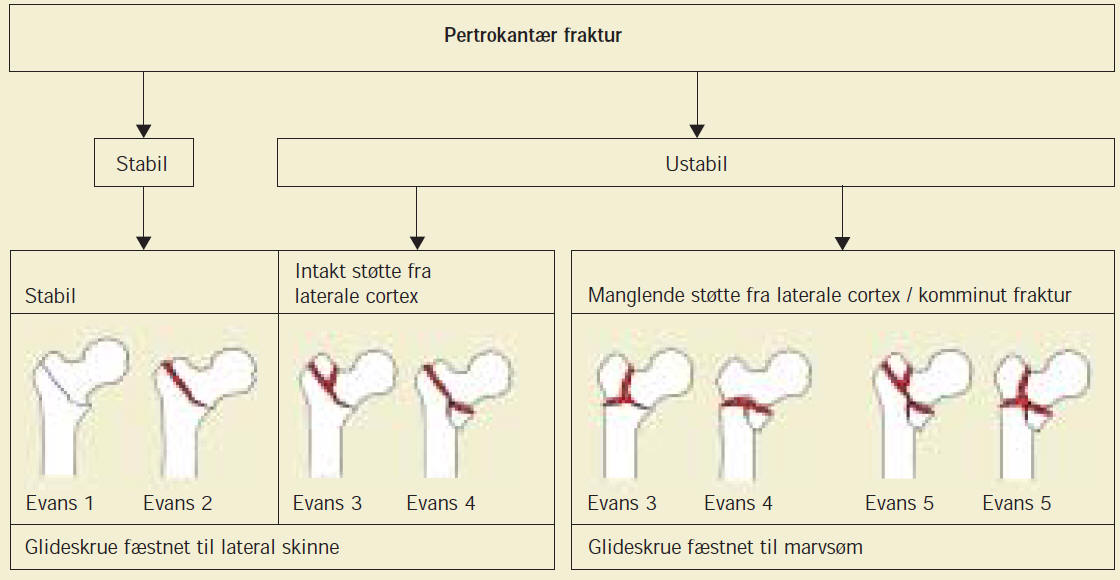 Pertrokantær fraktur
Stabil
Ustabil
Stabil
Intakt støtte fra
laterale cortex
Manglende støtte fra laterale cortex / komminut fraktur
Evans 1
Evans 2
Evans 3
Evans 4
Evans 3
Evans 4
Evans 5
Evans 5
Glideskrue fæstnet til lateral skinne
Glideskrue fæstnet til marvsøm